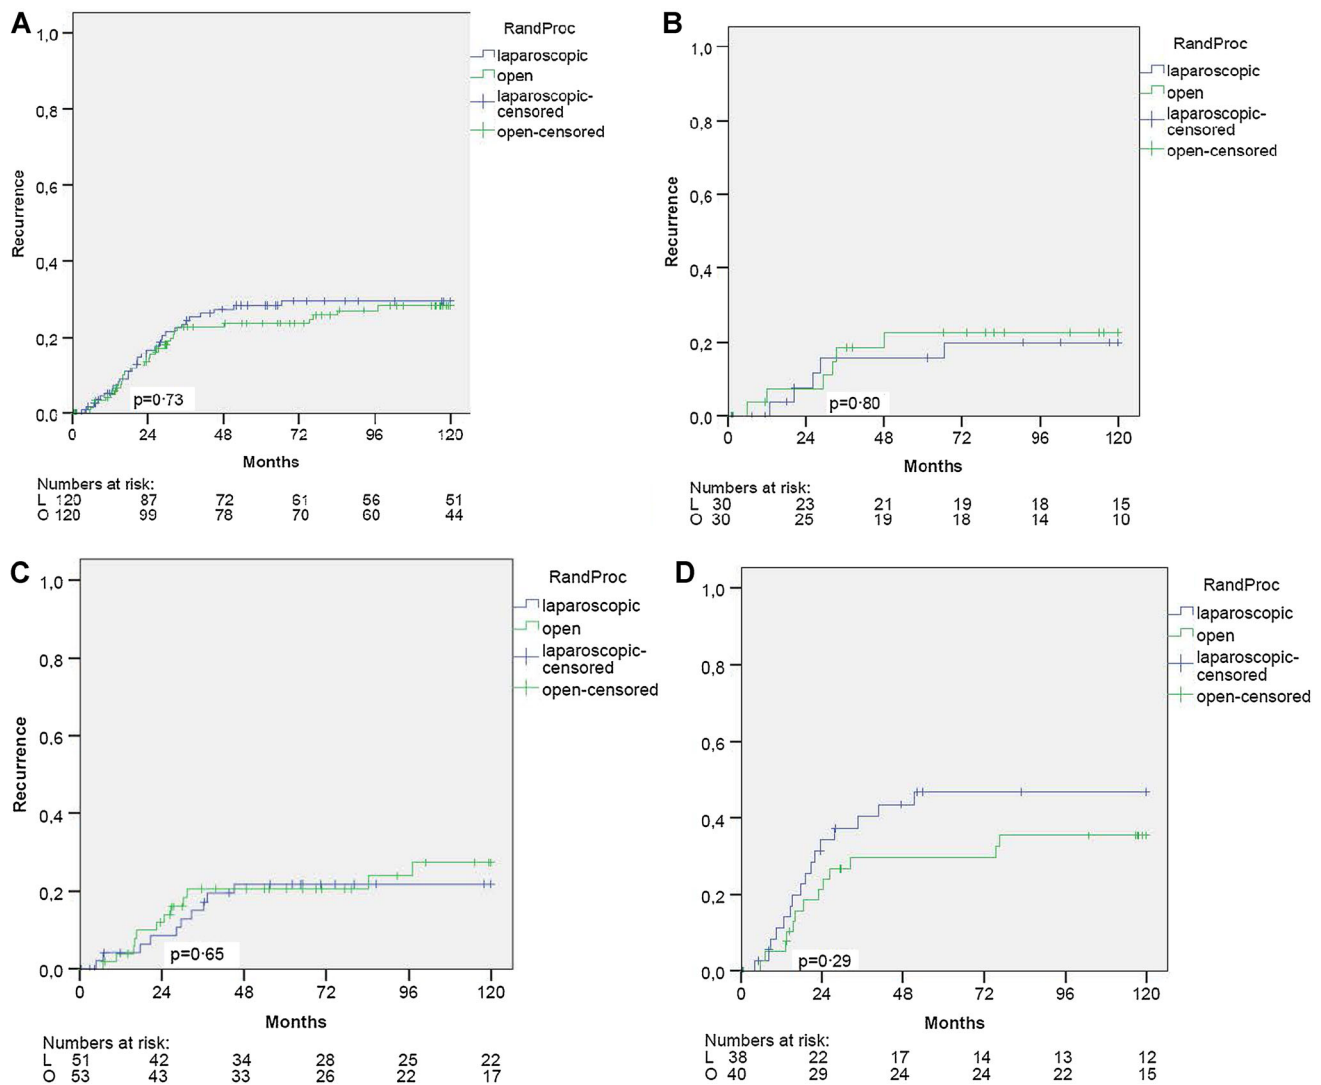 A
RandProc
laparoscopic
open
laparoscopic-
censored
open-censored
1,0
0,8
0,6
0,4
0,2
0,0
Recurrence
p=0·73
0 24 48 72 96 120
Months
Numbers at risk:
L 120 87 72 61 56 51
O 120 99 78 70 60 44
B
RandProc
laparoscopic
open
laparoscopic-
censored
open-censored
1,0
0,8
0,6
0,4
0,2
0,0
Recurrence
p=0·80
0 24 48 72 96 120
Months
Numbers at risk:
L 30 23 21 19 18 15
O 30 25 19 18 14 10
C
RandProc
laparoscopic
open
laparoscopic-
censored
open-censored
1,0
0,8
0,6
0,4
0,2
0,0
Recurrence
p=0·65
0 24 48 72 96 120
Months
Numbers at risk:
L 51 42 34 28 25 22
O 53 43 33 26 22 17
D
RandProc
laparoscopic
open
laparoscopic-
censored
open-censored
1,0
0,8
0,6
0,4
0,2
0,0
p=0·29
0 24 48 72 96 120
Months
Numbers at risk:
L 38 22 17 14 13 12
O 40 29 24 24 22 15